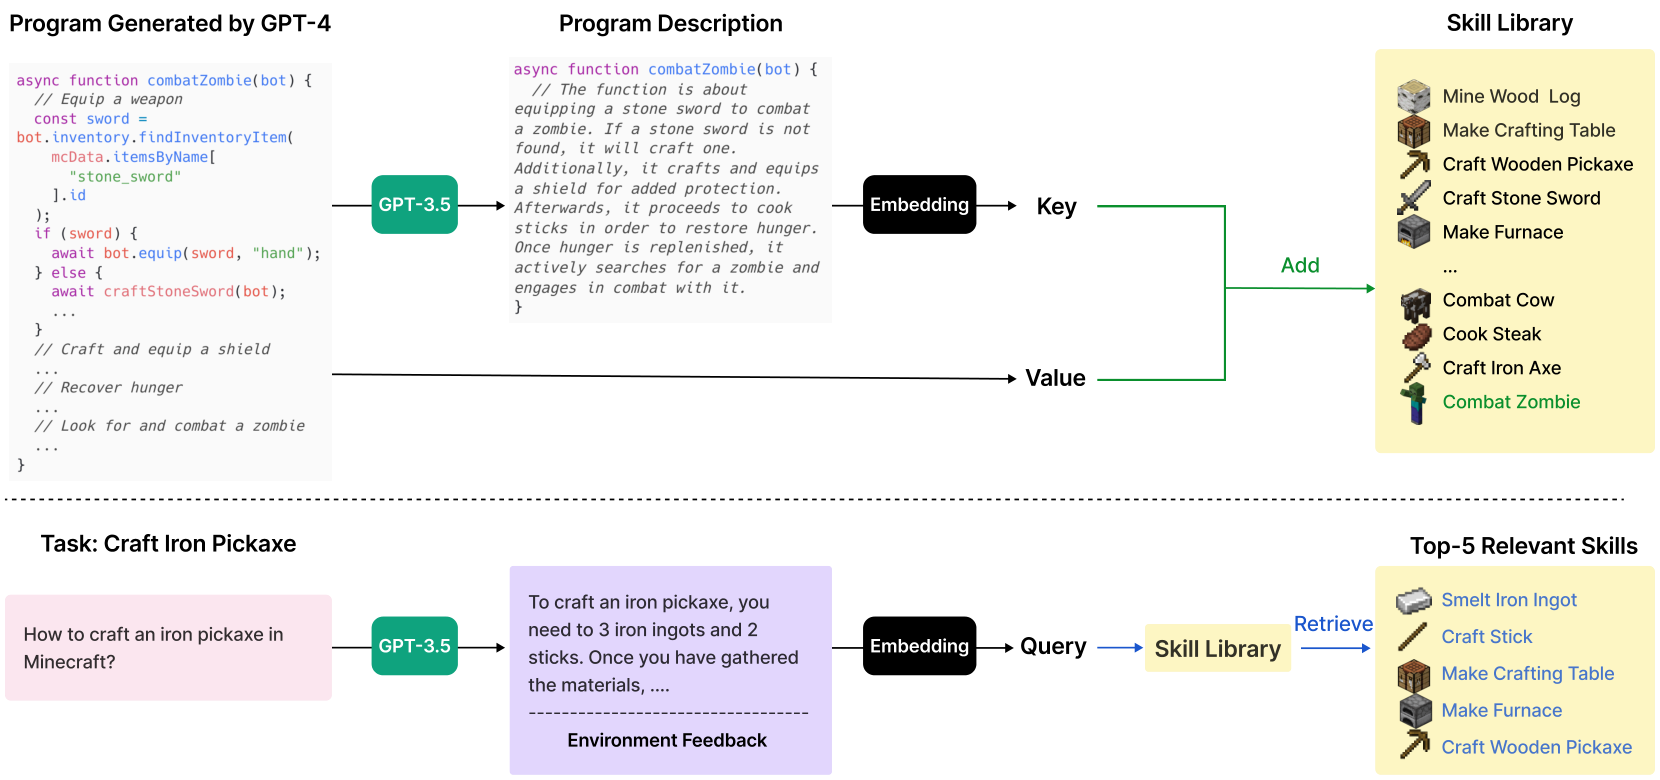 Program Generated by GPT-4
Program Description
Skill Library
async function combatZombie(bot) {
  // Equip a weapon
  const sword =
bot.inventory.findInventoryItem(
    mcData.itemsByName[
      "stone_sword"
    ].id
  );
  if (sword) {
    await bot.equip(sword, "hand");
  } else {
    await craftStoneSword(bot);
    ...
  }
  // Craft and equip a shield
  ...
  // Recover hunger
  ...
  // Look for and combat a zombie
  ...
}
GPT-3.5
async function combatZombie(bot) {
  // The function is about
equipping a stone sword to combat
a zombie. If a stone sword is not
found, it will craft one.
Additionally, it crafts and equips
a shield for added protection.
Afterwards, it proceeds to cook
sticks in order to restore hunger.
Once hunger is replenished, it
actively searches for a zombie and
engages in combat with it.
}
Embedding
Key
Value
Add
Mine Wood  Log
Make Crafting Table
Craft Wooden Pickaxe
Craft Stone Sword
Make Furnace
...
Combat Cow
Cook Steak
Craft Iron Axe
Combat Zombie
Task: Craft Iron Pickaxe
Top-5 Relevant Skills
How to craft an iron pickaxe in
Minecraft?
GPT-3.5
To craft an iron pickaxe, you
need to 3 iron ingots and 2
sticks. Once you have gathered
the materials, ....
----------------------------------
Environment Feedback
Embedding
Query
Skill Library
Retrieve
Smelt Iron Ingot
Craft Stick
Make Crafting Table
Make Furnace
Craft Wooden Pickaxe